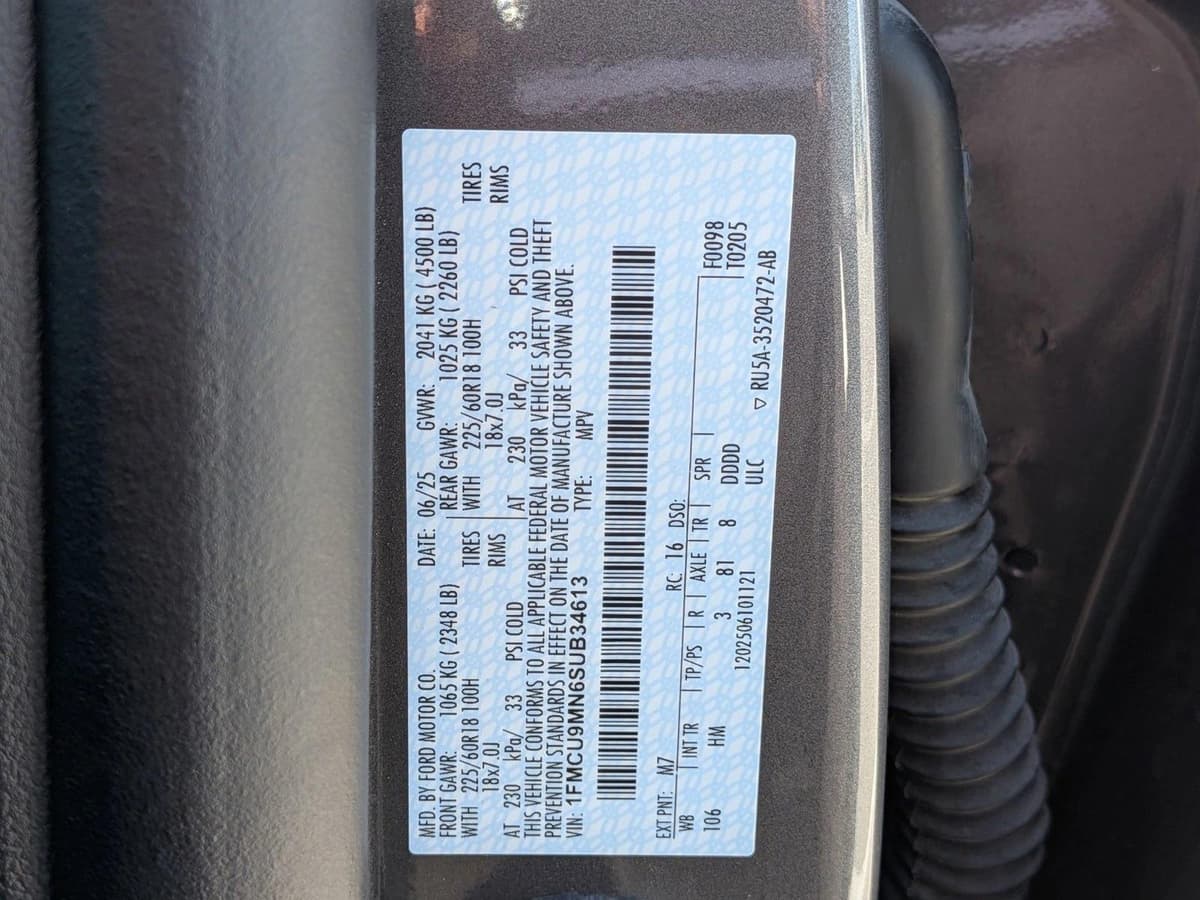 MFD. BY FORD MOTOR CO. DATE: 06/25 GVWR: 2041 KG ( 4500 LB)
FRONT GAWR: 1065 KG ( 2348 LB) REAR GAWR: 1025 KG ( 2260 LB)
WITH 225/60R18 100H TIRES WITH 225/60R18 100H TIRES
18x7.0J RIMS 18x7.0J RIMS
AT 230 kPa/ 33 PSI COLD AT 230 kPa/ 33 PSI COLD
THIS VEHICLE CONFORMS TO ALL APPLICABLE FEDERAL MOTOR VEHICLE SAFETY AND THEFT
PREVENTION STANDARDS IN EFFECT ON THE DATE OF MANUFACTURE SHOWN ABOVE.
VIN: 1FMCU9MN6SUB34613 TYPE: MPV
EXT PNT: M7 RC: 16 DSO:
WB INT TR TP/PS R AXLE TR SPR F0098
106 HM 3 81 8 DDDD T0205
1202506101121 ULC ▽ RU5A-3520472-AB